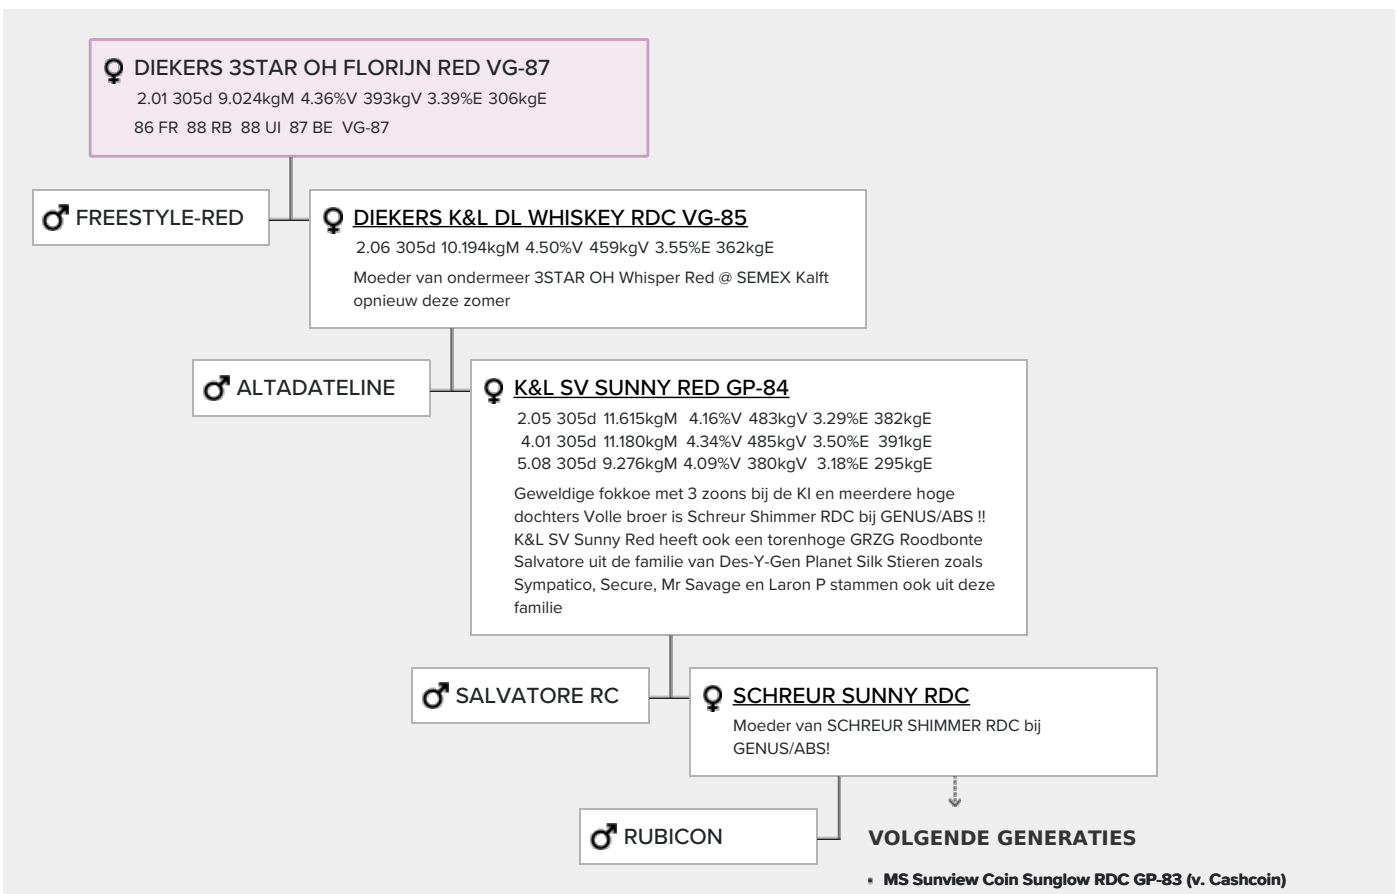 DIEKERS 3STAR OH FLORIJN RED VG-87
2.01 305d 9.024kgM 4.36%V 393kgV 3.39%E 306kgE
86 FR 88 RB 88 UI 87 BE VG-87
FREESTYLE-RED
DIEKERS K&L DL WHISKEY RDC VG-85
2.06 305d 10.194kgM 4.50%V 459kgV 3.55%E 362kgE
Moeder van ondermeer 3STAR OH Whisper Red @ SEMEX Kalft
opnieuw deze zomer
ALTADATELINE
K&L SV SUNNY RED GP-84
2.05 305d 11.615kgM 4.16%V 483kgV 3.29%E 382kgE
4.01 305d 11.180kgM 4.34%V 485kgV 3.50%E 391kgE
5.08 305d 9.276kgM 4.09%V 380kgV 3.18%E 295kgE
Geweldige fokkoe met 3 zoons bij de KI en meerdere hoge
dochters Volle broer is Schreur Shimmer RDC bij GENUS/ABS !!
K&L SV Sunny Red heeft ook een torenhoge GRZG Roodbonte
Salvatore uit de familie van Des-Y-Gen Planet Silk Stieren zoals
Sympatico, Secure, Mr Savage en Laron P stammen ook uit deze
familie
SALVATORE RC
SCHREUR SUNNY RDC
Moeder van SCHREUR SHIMMER RDC bij
GENUS/ABS!
RUBICON
VOLGENDE GENERATIES
• MS Sunview Coin Sunglow RDC GP-83 (v. Cashcoin)